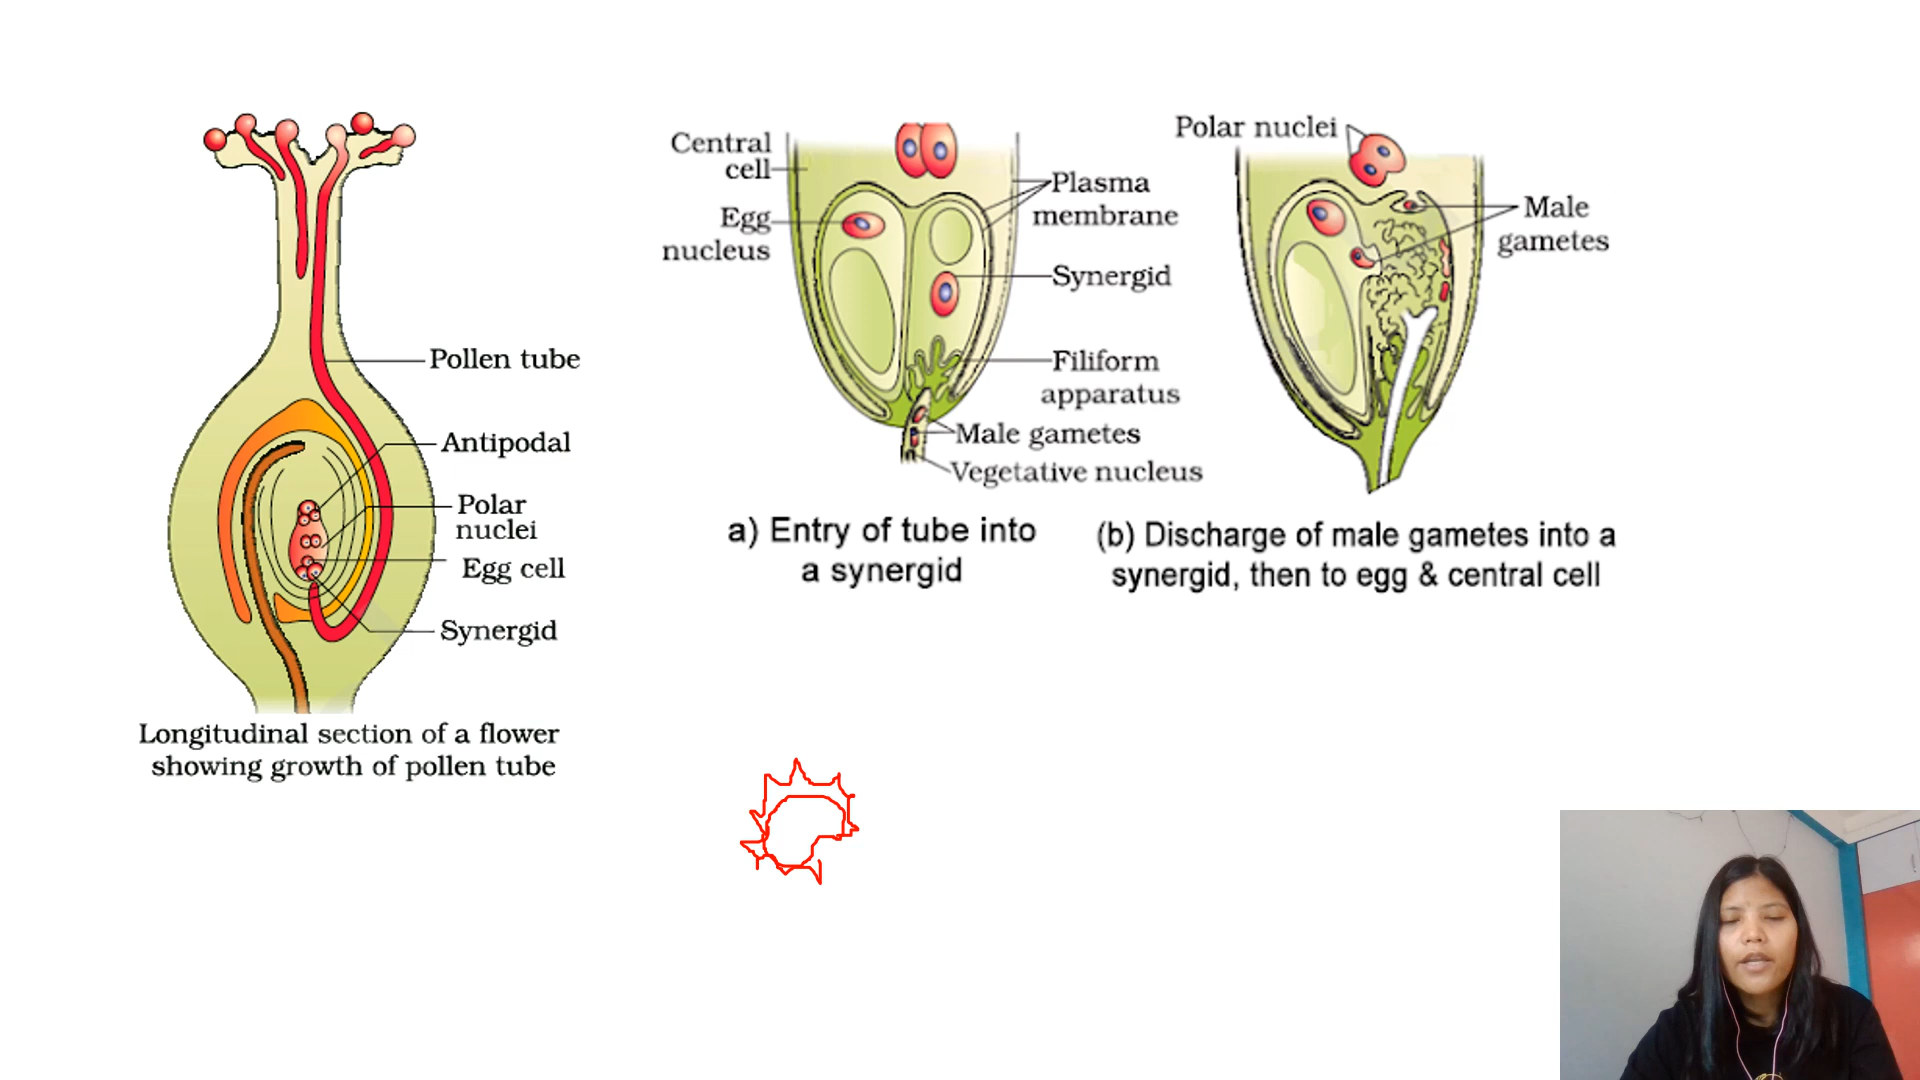 Pollen tube
Antipodal
Polar
nuclei
Egg cell
Synergid
Longitudinal section of a flower
showing growth of pollen tube
Central
cell
Egg
nucleus
Plasma
membrane
Synergid
Filiform
apparatus
Male gametes
Vegetative nucleus
a) Entry of tube into
a synergid
Polar nuclei
Male
gametes
(b) Discharge of male gametes into a
synergid, then to egg & central cell